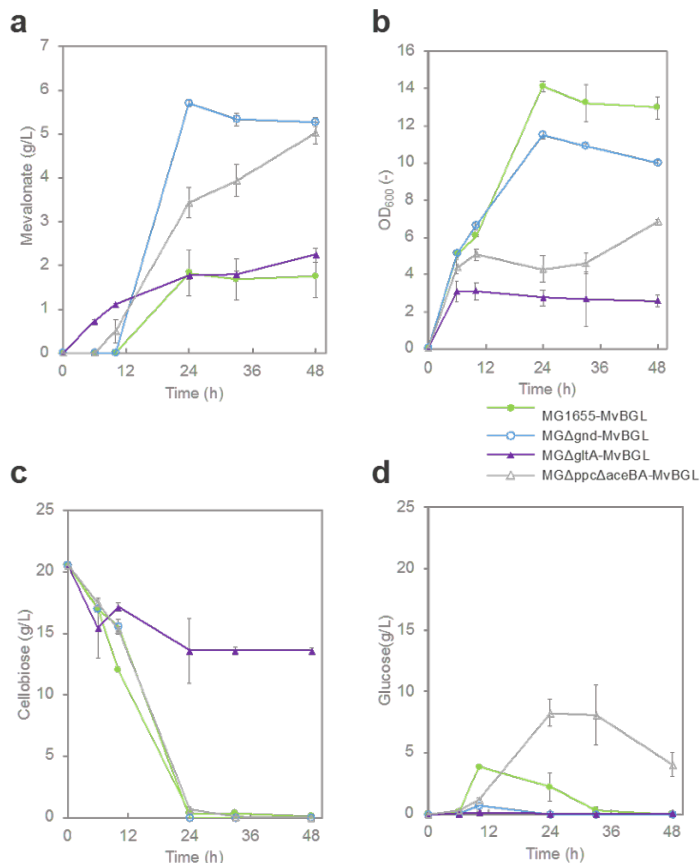 a
7
6
5
4
3
2
1
0
Mevalonate (g/L)
0 12 24 36 48
Time (h)
b
16
14
12
10
8
6
4
2
0
OD600 (-)
0 12 24 36 48
Time (h)
MG1655-MvBGL
MGΔgnd-MvBGL
MGΔgltA-MvBGL
MGΔppcΔaceBA-MvBGL
c
25
20
15
10
5
0
Cellobiose (g/L)
0 12 24 36 48
Time (h)
d
25
20
15
10
5
0
Glucose(g/L)
0 12 24 36 48
Time (h)